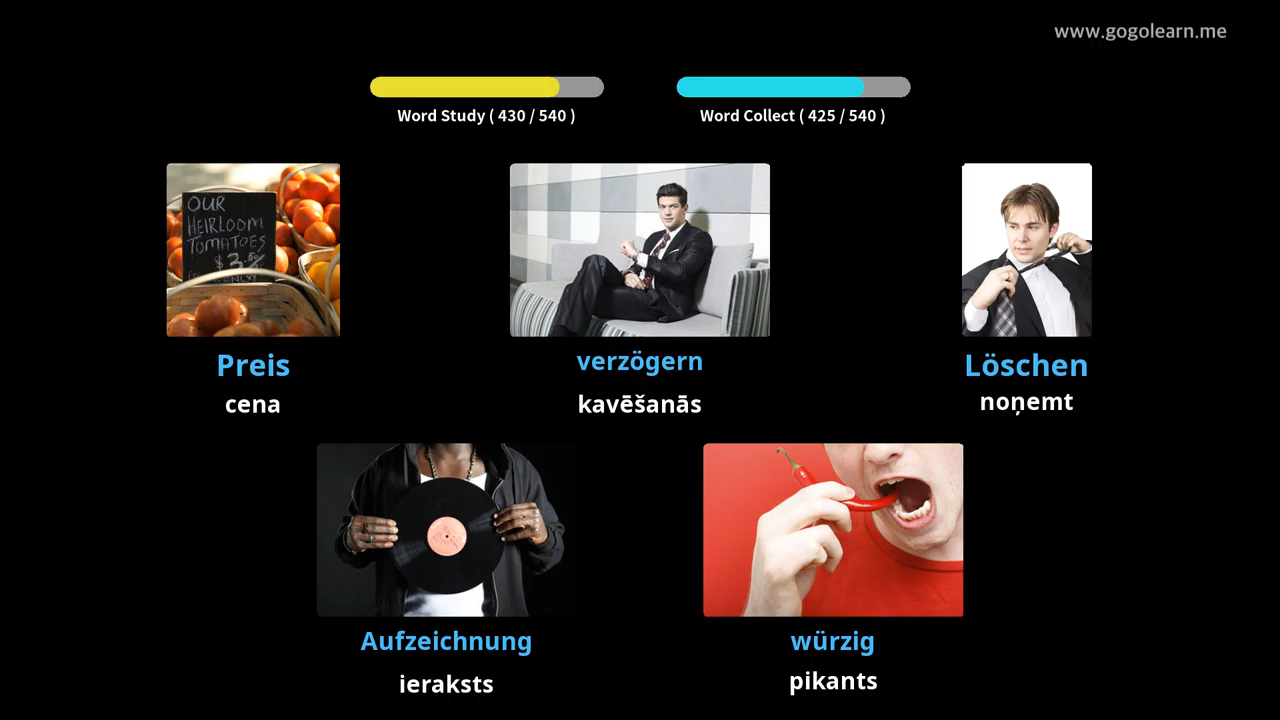 www.gogolearn.me
Word Study ( 430 / 540 )
Word Collect ( 425 / 540 )
OUR
HEIRLOOM
TOMATOES
Preis
cena
verzögern
kavēšanās
Löschen
noņemt
Aufzeichnung
ieraksts
würzig
pikants